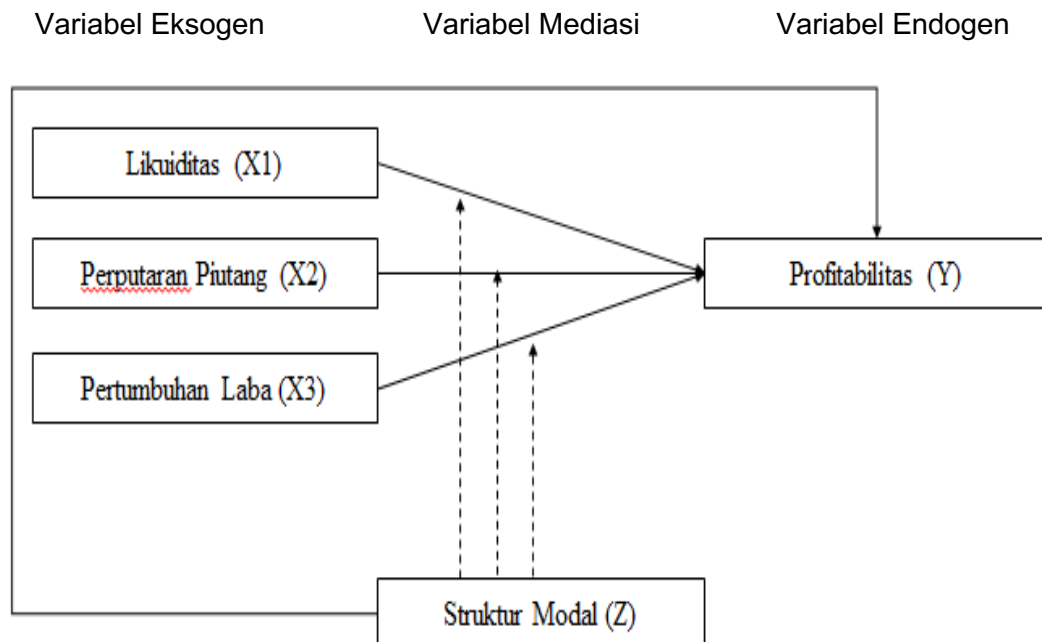 Variabel Eksogen Variabel Mediasi Variabel Endogen
Likuiditas (X1)
Perputaran Piutang (X2)
Profitabilitas (Y)
Pertumbuhan Laba (X3)
Struktur Modal (Z)